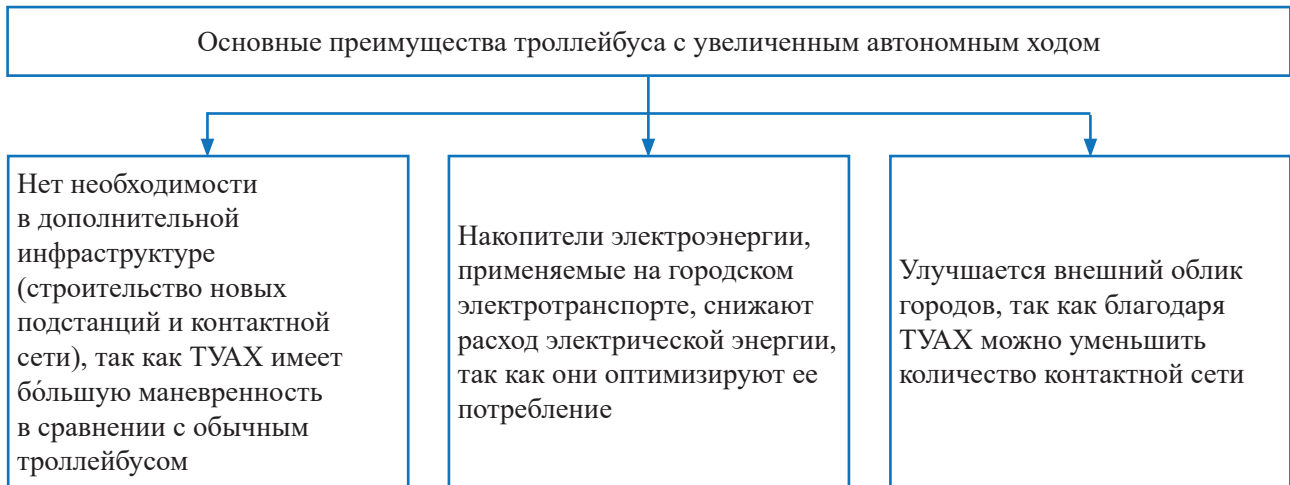 Основные преимущества троллейбуса с увеличенным автономным ходом
Нет необходимости
в дополнительной
инфраструктуре
(строительство новых
подстанций и контактной
сети), так как ТУАХ имеет
бо́льшую маневренность
в сравнении с обычным
троллейбусом
Накопители электроэнергии,
применяемые на городском
электротранспорте, снижают
расход электрической энергии,
так как они оптимизируют ее
потребление
Улучшается внешний облик
городов, так как благодаря
ТУАХ можно уменьшить
количество контактной сети